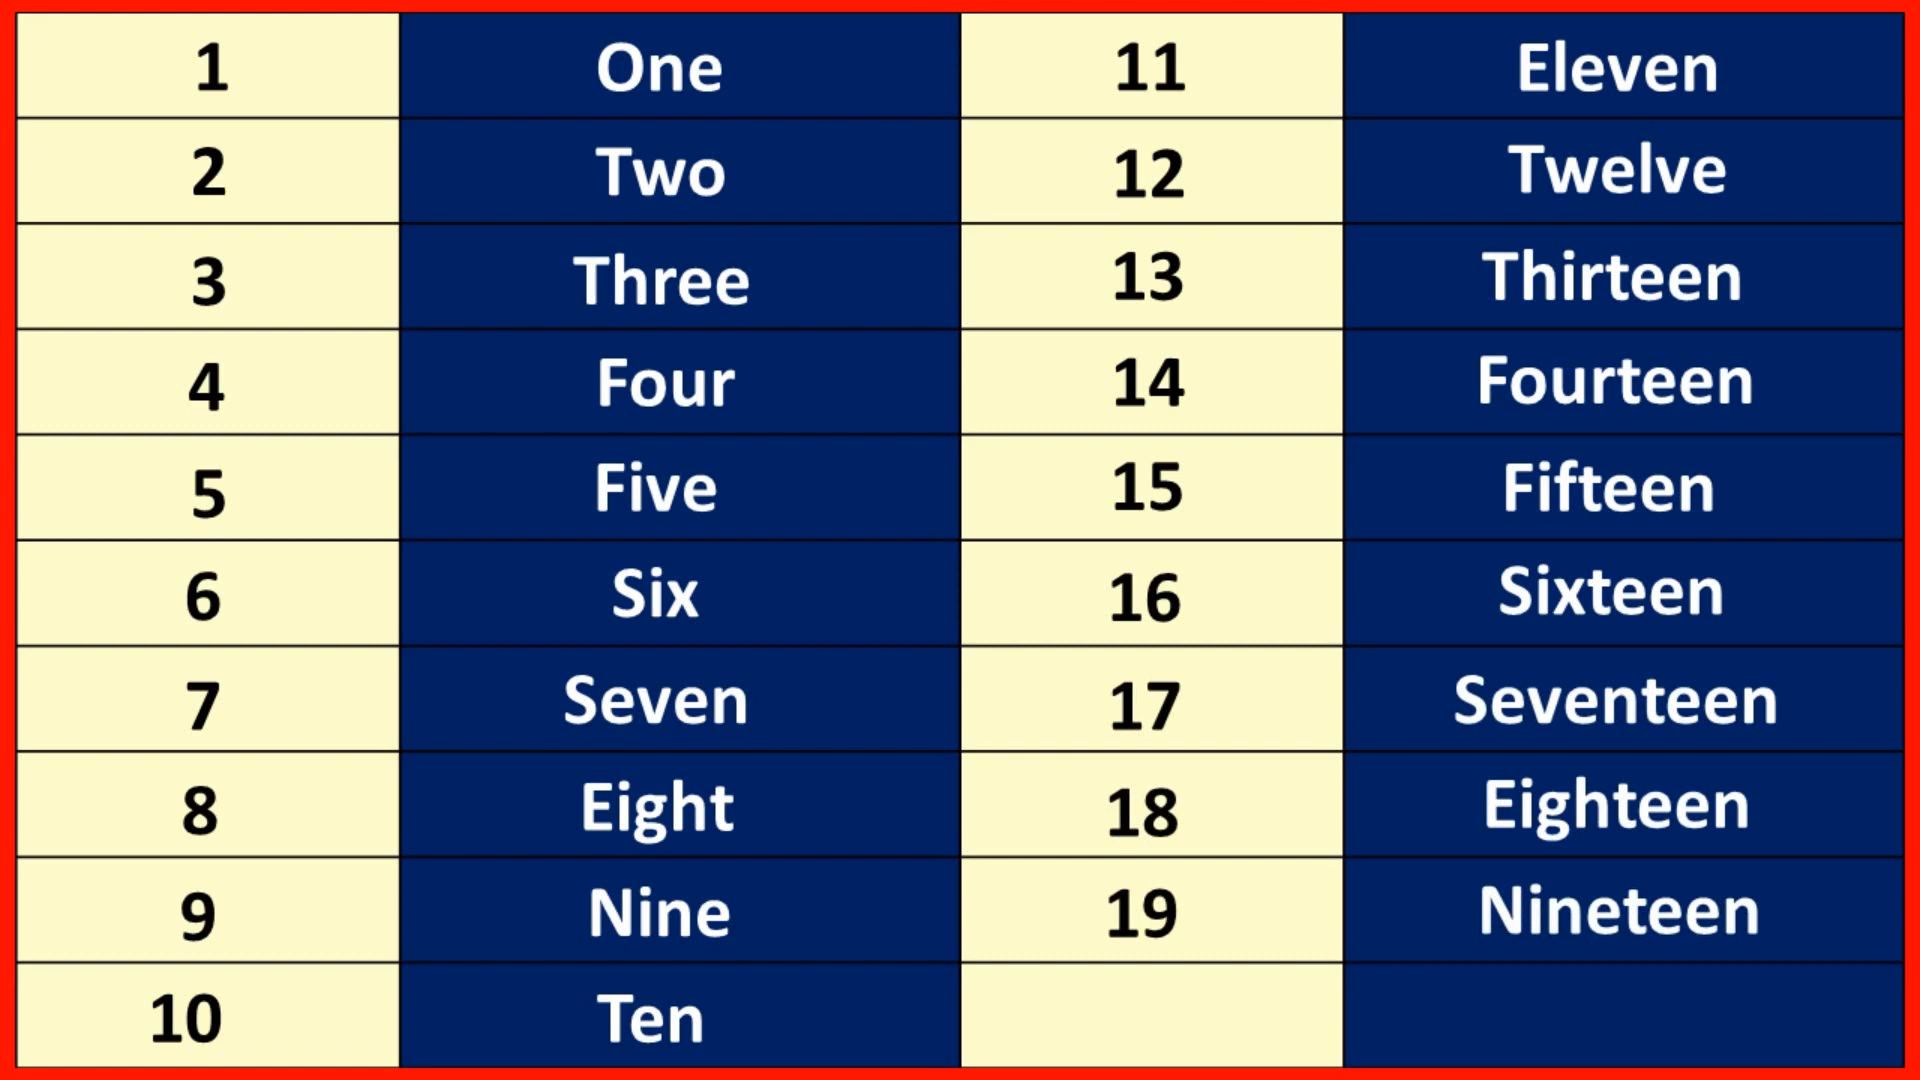 1 One 11 Eleven
2 Two 12 Twelve
3 Three 13 Thirteen
4 Four 14 Fourteen
5 Five 15 Fifteen
6 Six 16 Sixteen
7 Seven 17 Seventeen
8 Eight 18 Eighteen
9 Nine 19 Nineteen
10 Ten